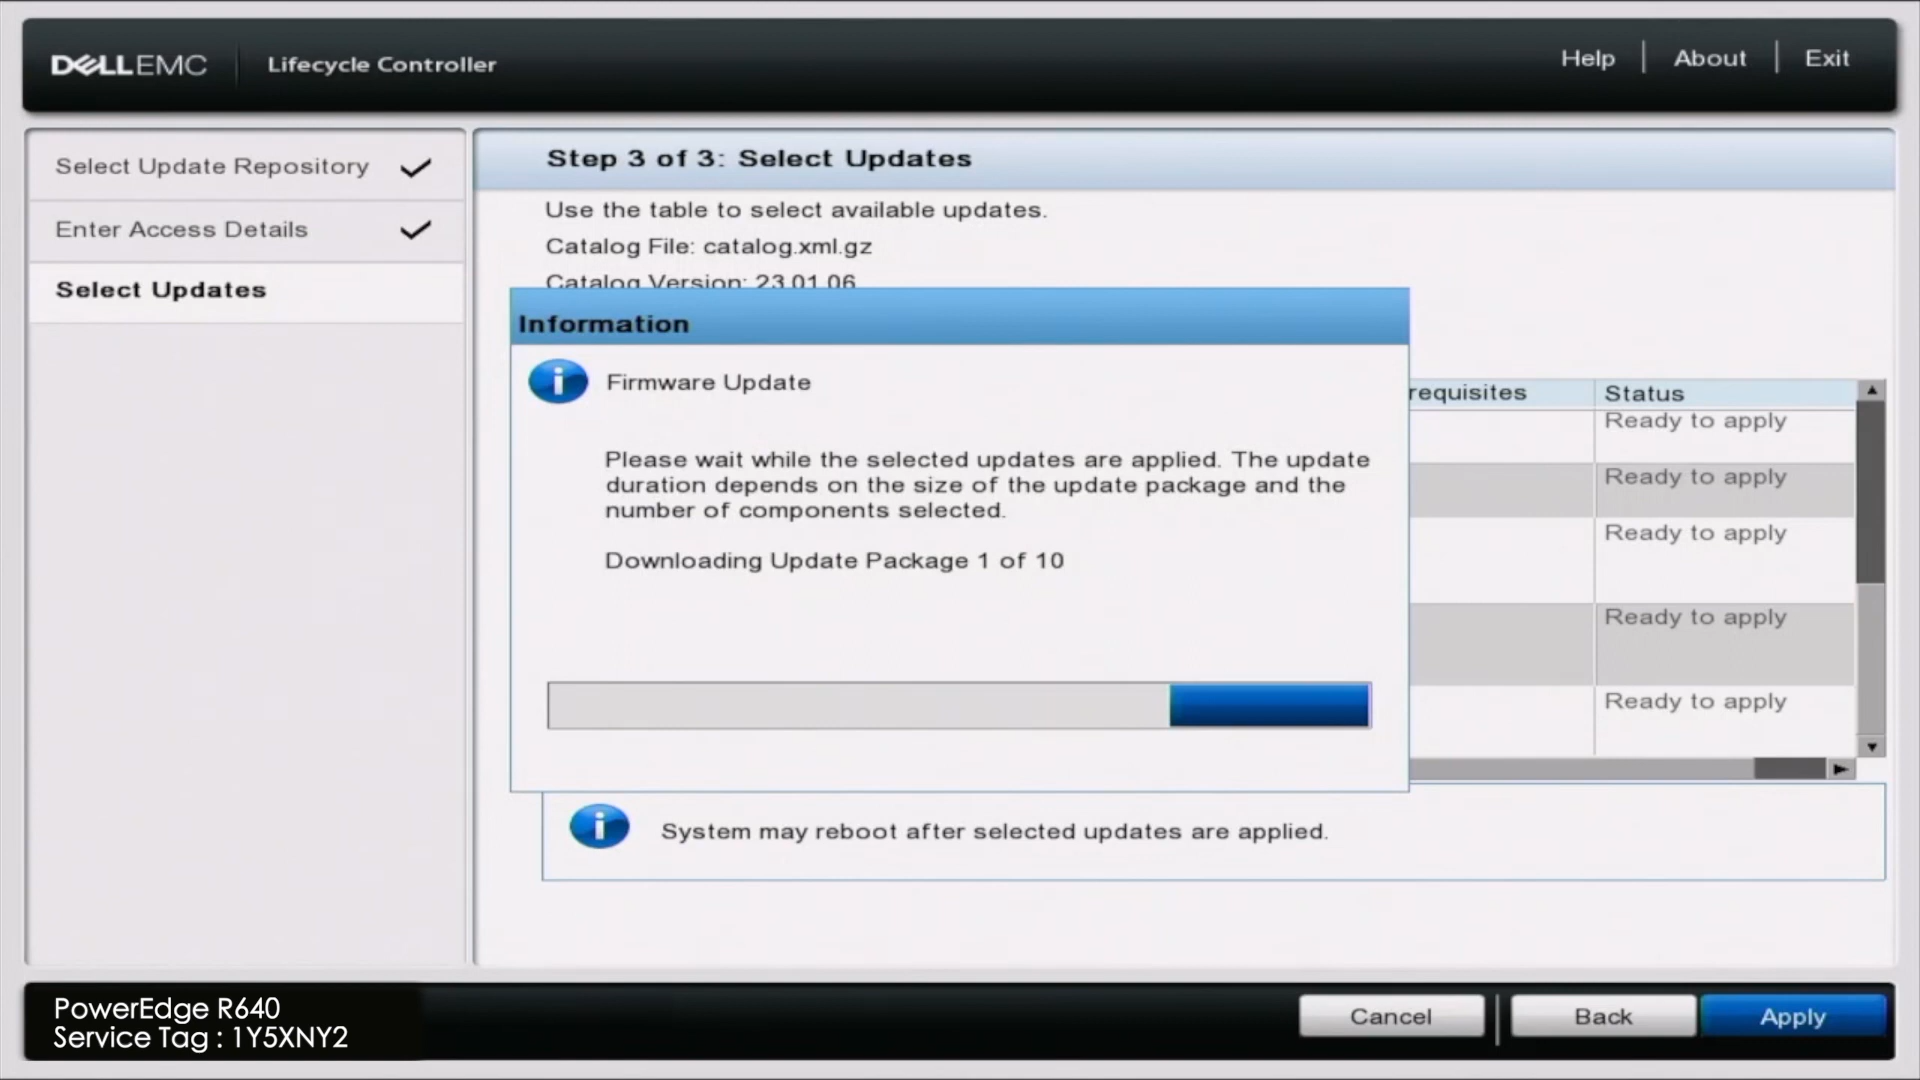 DELLEMC
Lifecycle Controller
Help
About
Exit
Select Update Repository
Enter Access Details
Select Updates
Step 3 of 3: Select Updates
Use the table to select available updates.
Catalog File: catalog.xml.gz
Catalog Version: 23.01.06
Information
i
Firmware Update
Please wait while the selected updates are applied. The update
duration depends on the size of the update package and the
number of components selected.
Downloading Update Package 1 of 10
requisites
Status
Ready to apply
Ready to apply
Ready to apply
Ready to apply
Ready to apply
i
System may reboot after selected updates are applied.
PowerEdge R640
Service Tag : 1Y5XNY2
Cancel
Back
Apply